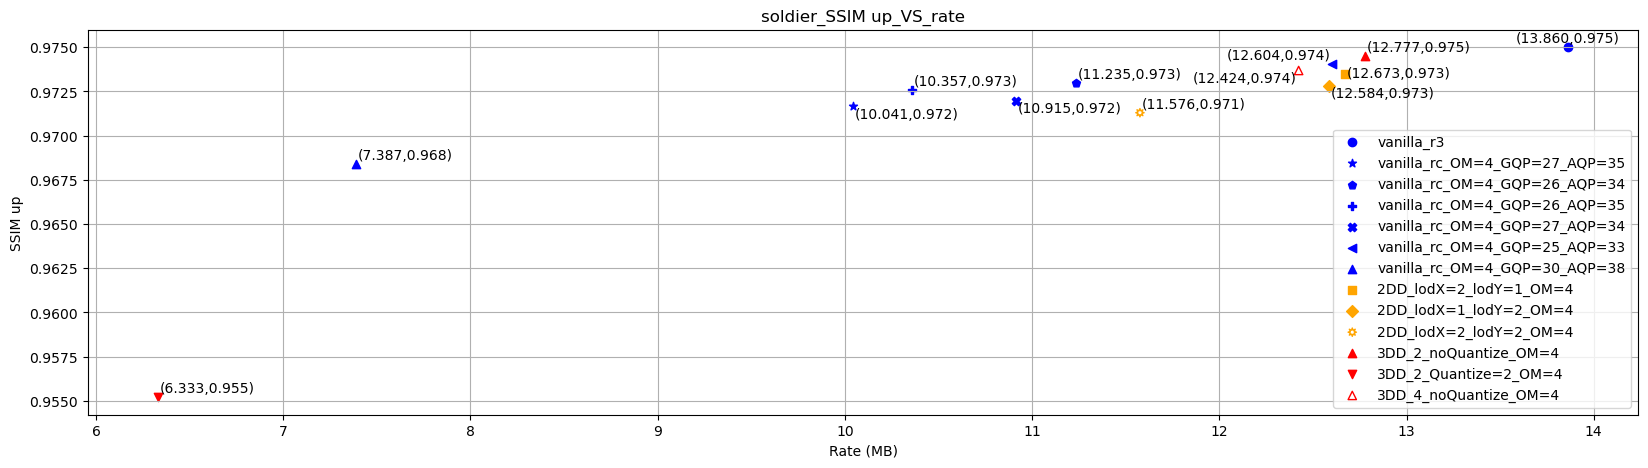 soldier_SSIM up_VS_rate
SSIM up
0.9750
0.9725
0.9700
0.9675
0.9650
0.9625
0.9600
0.9575
0.9550
(13.860,0.975)
(12.777,0.975)
(12.604,0.974)
(12.673,0.973)
(12.424,0.974)
(12.584,0.973)
(11.235,0.973)
(10.357,0.973)
(11.576,0.971)
(10.915,0.972)
(10.041,0.972)
(7.387,0.968)
(6.333,0.955)
vanilla_r3
vanilla_rc_OM=4_GQP=27_AQP=35
vanilla_rc_OM=4_GQP=26_AQP=34
vanilla_rc_OM=4_GQP=26_AQP=35
vanilla_rc_OM=4_GQP=27_AQP=34
vanilla_rc_OM=4_GQP=25_AQP=33
vanilla_rc_OM=4_GQP=30_AQP=38
2DD_lodX=2_lodY=1_OM=4
2DD_lodX=1_lodY=2_OM=4
2DD_lodX=2_lodY=2_OM=4
3DD_2_noQuantize_OM=4
3DD_2_Quantize=2_OM=4
3DD_4_noQuantize_OM=4
6 7 8 9 10 11 12 13 14
Rate (MB)